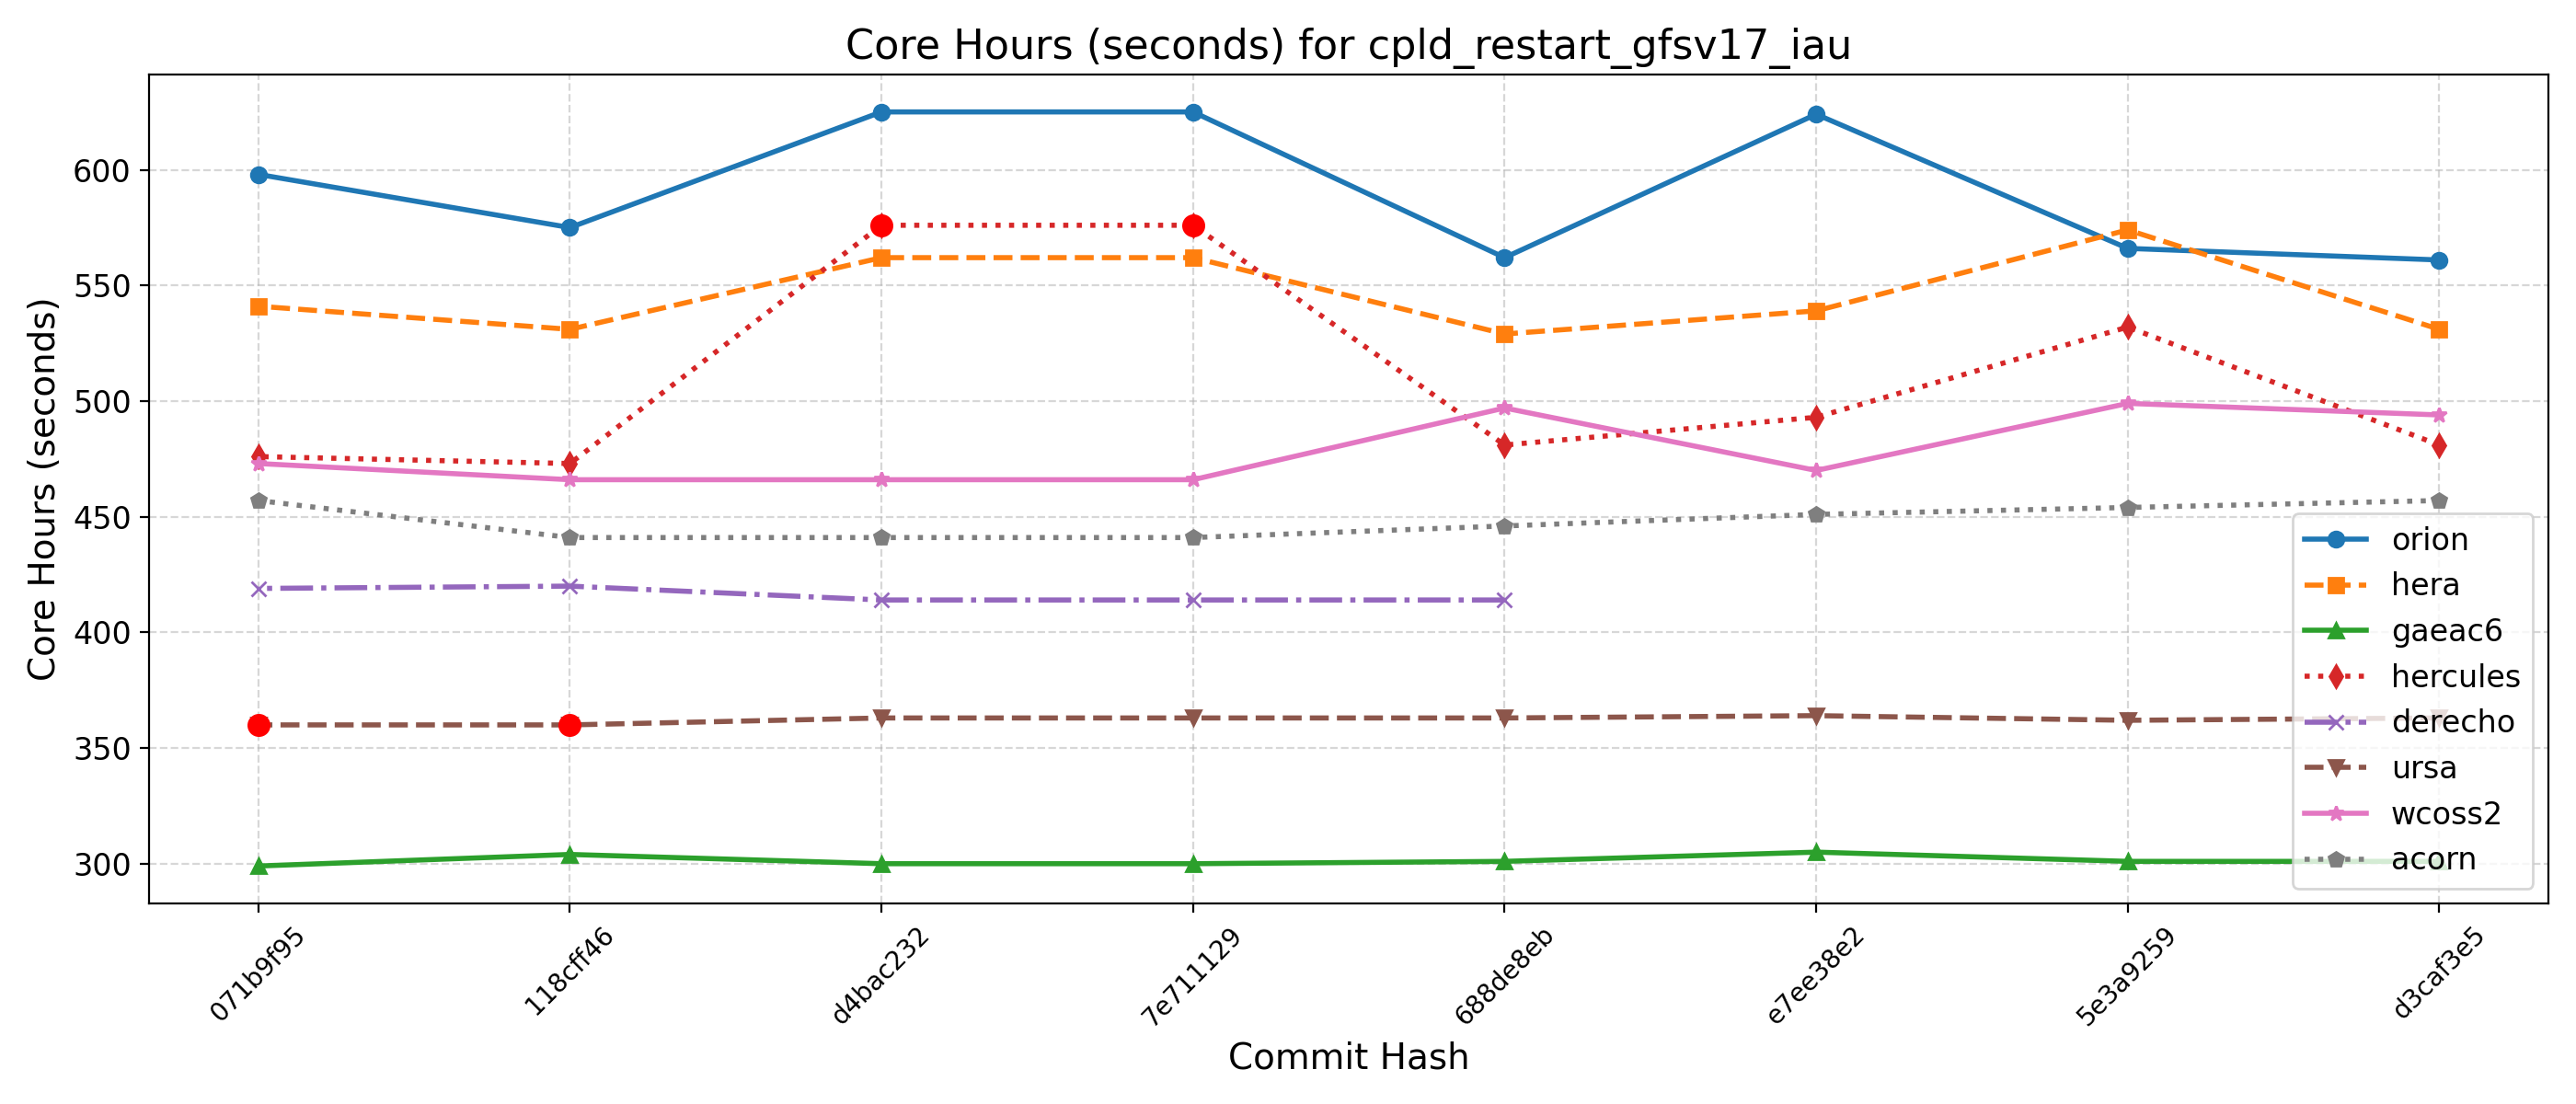 Core Hours (seconds) for cpld_restart_gfsv17_iau
Core Hours (seconds)
600
550
500
450
400
350
300
orion
hera
gaeac6
hercules
derecho
ursa
wcoss2
acorn
071b9f95
118cff46
d4bac232
7e711129
688de8eb
e7ee38e2
5e3a9259
d3caf3e5
Commit Hash